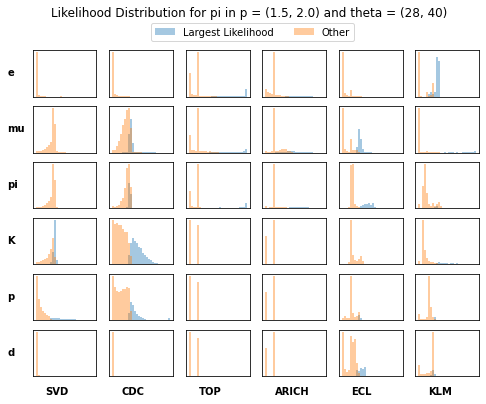 Likelihood Distribution for pi in p = (1.5, 2.0) and theta = (28, 40)
Largest Likelihood Other
e
mu
pi
K
p
d
SVD CDC TOP ARICH ECL KLM